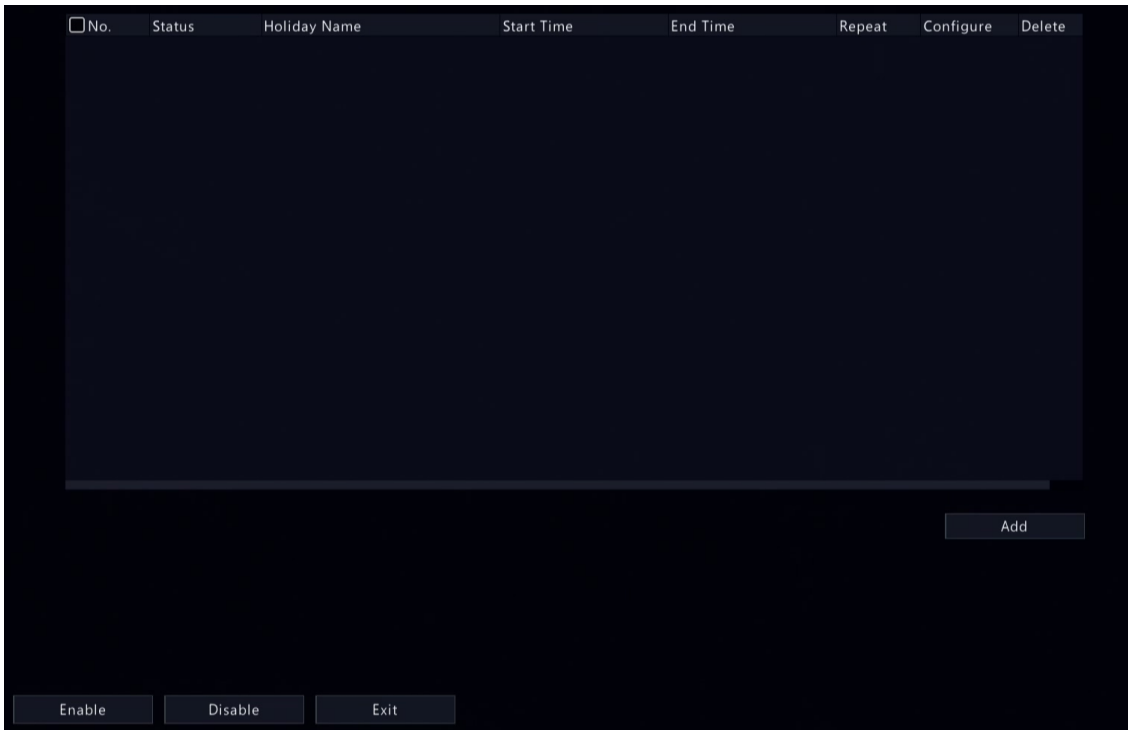 No. Status Holiday Name Start Time End Time Repeat Configure Delete
Add
Enable Disable Exit